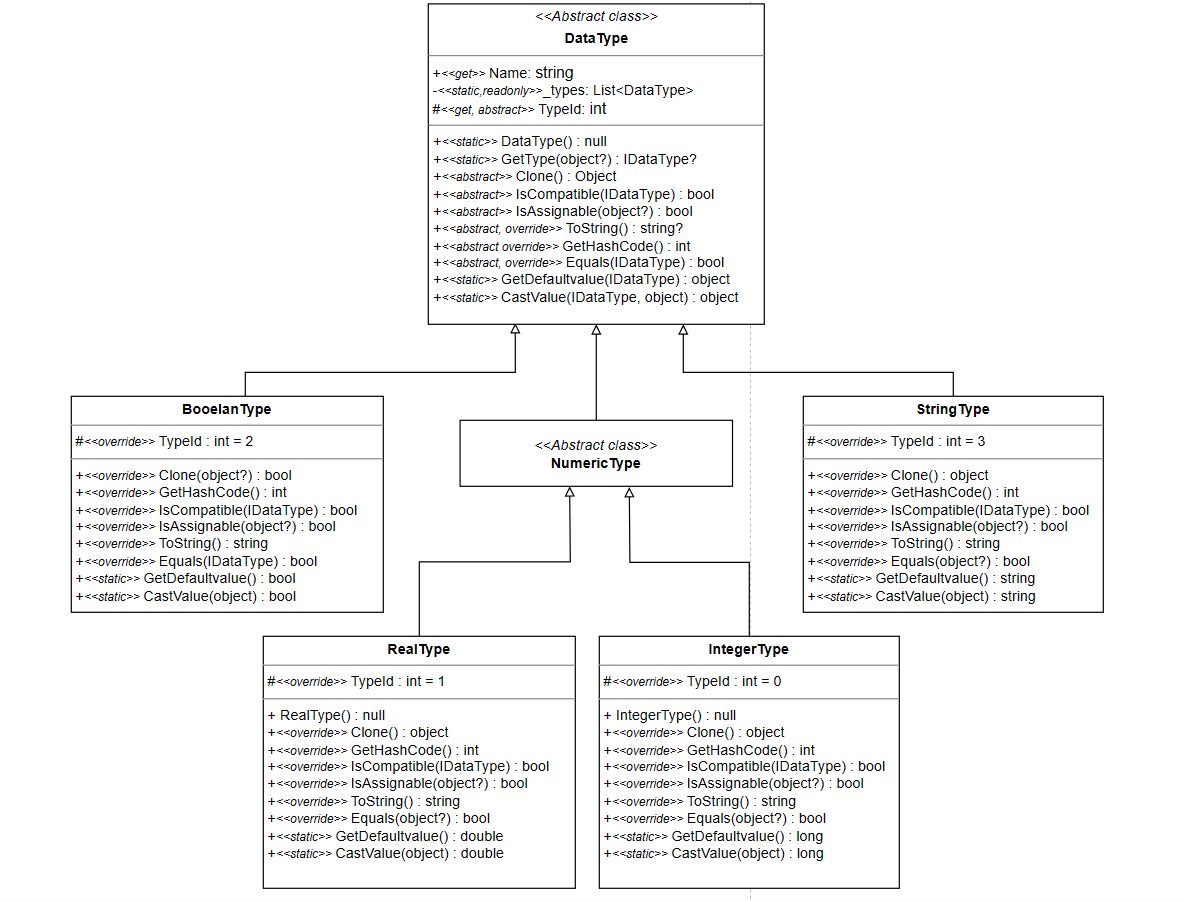 <<Abstract class>>
DataType
+<<get>> Name: string
-<<static,readonly>>_types: List<DataType>
#<<get, abstract>> TypeId: int
+<<static>> DataType() : null
+<<static>> GetType(object?) : IDataType?
+<<abstract>> Clone() : Object
+<<abstract>> IsCompatible(IDataType) : bool
+<<abstract>> IsAssignable(object?) : bool
+<<abstract, override>> ToString() : string?
+<<abstract override>> GetHashCode() : int
+<<abstract, override>> Equals(IDataType) : bool
+<<static>> GetDefaultvalue(IDataType) : object
+<<static>> CastValue(IDataType, object) : object
BooelanType
#<<override>> TypeId : int = 2
+<<override>> Clone(object?) : bool
+<<override>> GetHashCode() : int
+<<override>> IsCompatible(IDataType) : bool
+<<override>> IsAssignable(object?) : bool
+<<override>> ToString() : string
+<<override>> Equals(IDataType) : bool
+<<static>> GetDefaultvalue() : bool
+<<static>> CastValue(object) : bool
<<Abstract class>>
NumericType
StringType
#<<override>> TypeId : int = 3
+<<override>> Clone() : object
+<<override>> GetHashCode() : int
+<<override>> IsCompatible(IDataType) : bool
+<<override>> IsAssignable(object?) : bool
+<<override>> ToString() : string
+<<override>> Equals(object?) : bool
+<<static>> GetDefaultvalue() : string
+<<static>> CastValue(object) : string
RealType
#<<override>> TypeId : int = 1
+ RealType() : null
+<<override>> Clone() : object
+<<override>> GetHashCode() : int
+<<override>> IsCompatible(IDataType) : bool
+<<override>> IsAssignable(object?) : bool
+<<override>> ToString() : string
+<<override>> Equals(object?) : bool
+<<static>> GetDefaultvalue() : double
+<<static>> CastValue(object) : double
IntegerType
#<<override>> TypeId : int = 0
+ IntegerType() : null
+<<override>> Clone() : object
+<<override>> GetHashCode() : int
+<<override>> IsCompatible(IDataType) : bool
+<<override>> IsAssignable(object?) : bool
+<<override>> ToString() : string
+<<override>> Equals(object?) : bool
+<<static>> GetDefaultvalue() : long
+<<static>> CastValue(object) : long